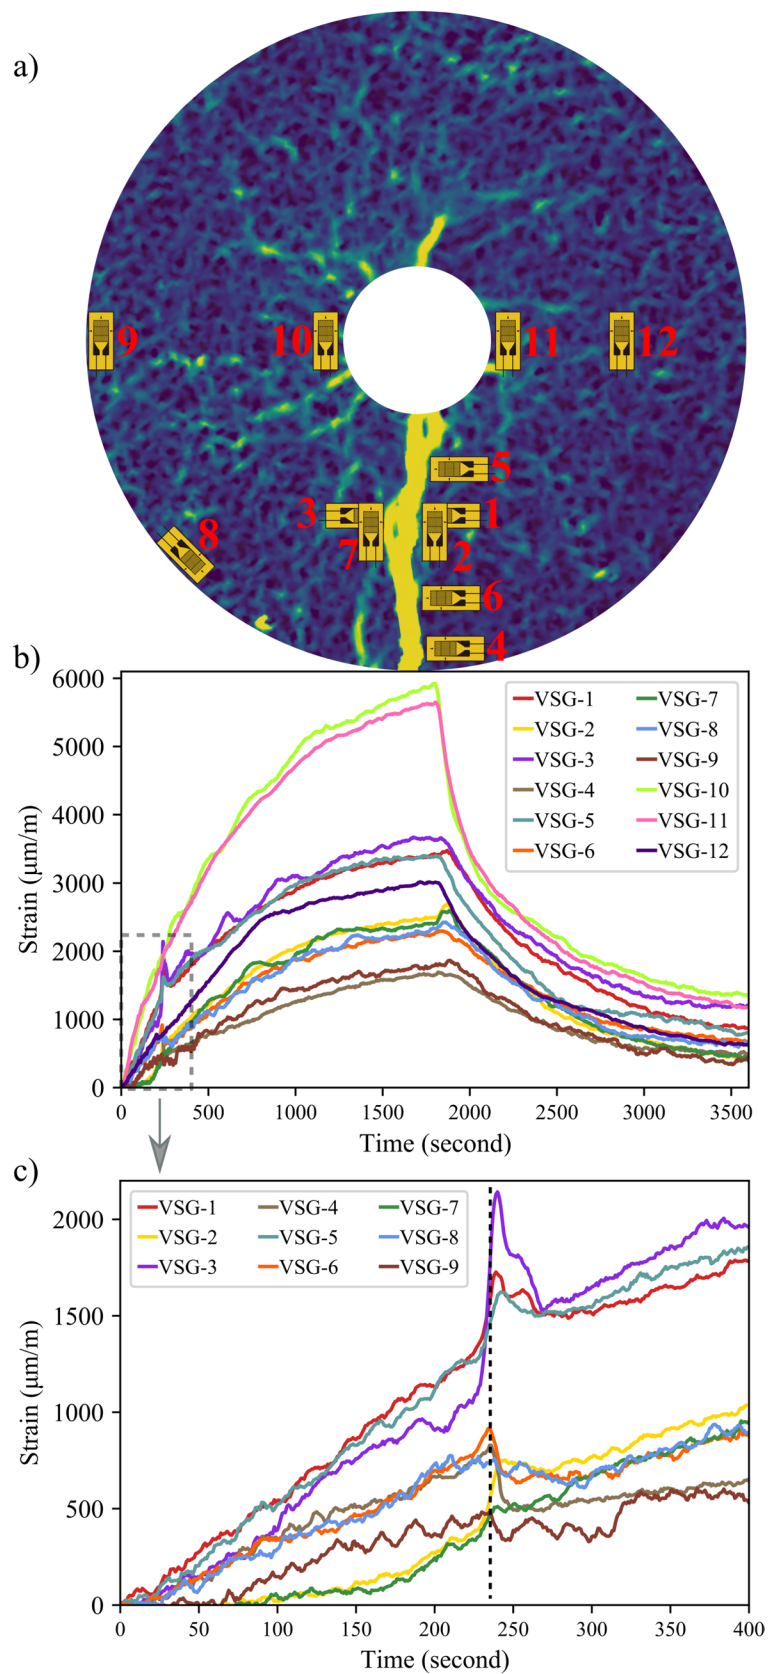 a)
9
10
11
12
5
3
1
8
7
2
6
4
b)
6000
5000
4000
3000
2000
1000
0
Strain (µm/m)
VSG-1
VSG-2
VSG-3
VSG-4
VSG-5
VSG-6
VSG-7
VSG-8
VSG-9
VSG-10
VSG-11
VSG-12
0 500 1000 1500 2000 2500 3000 3500
Time (second)
c)
2000
1500
1000
500
0
Strain (µm/m)
VSG-1 VSG-4 VSG-7
VSG-2 VSG-5 VSG-8
VSG-3 VSG-6 VSG-9
0 50 100 150 200 250 300 350 400
Time (second)